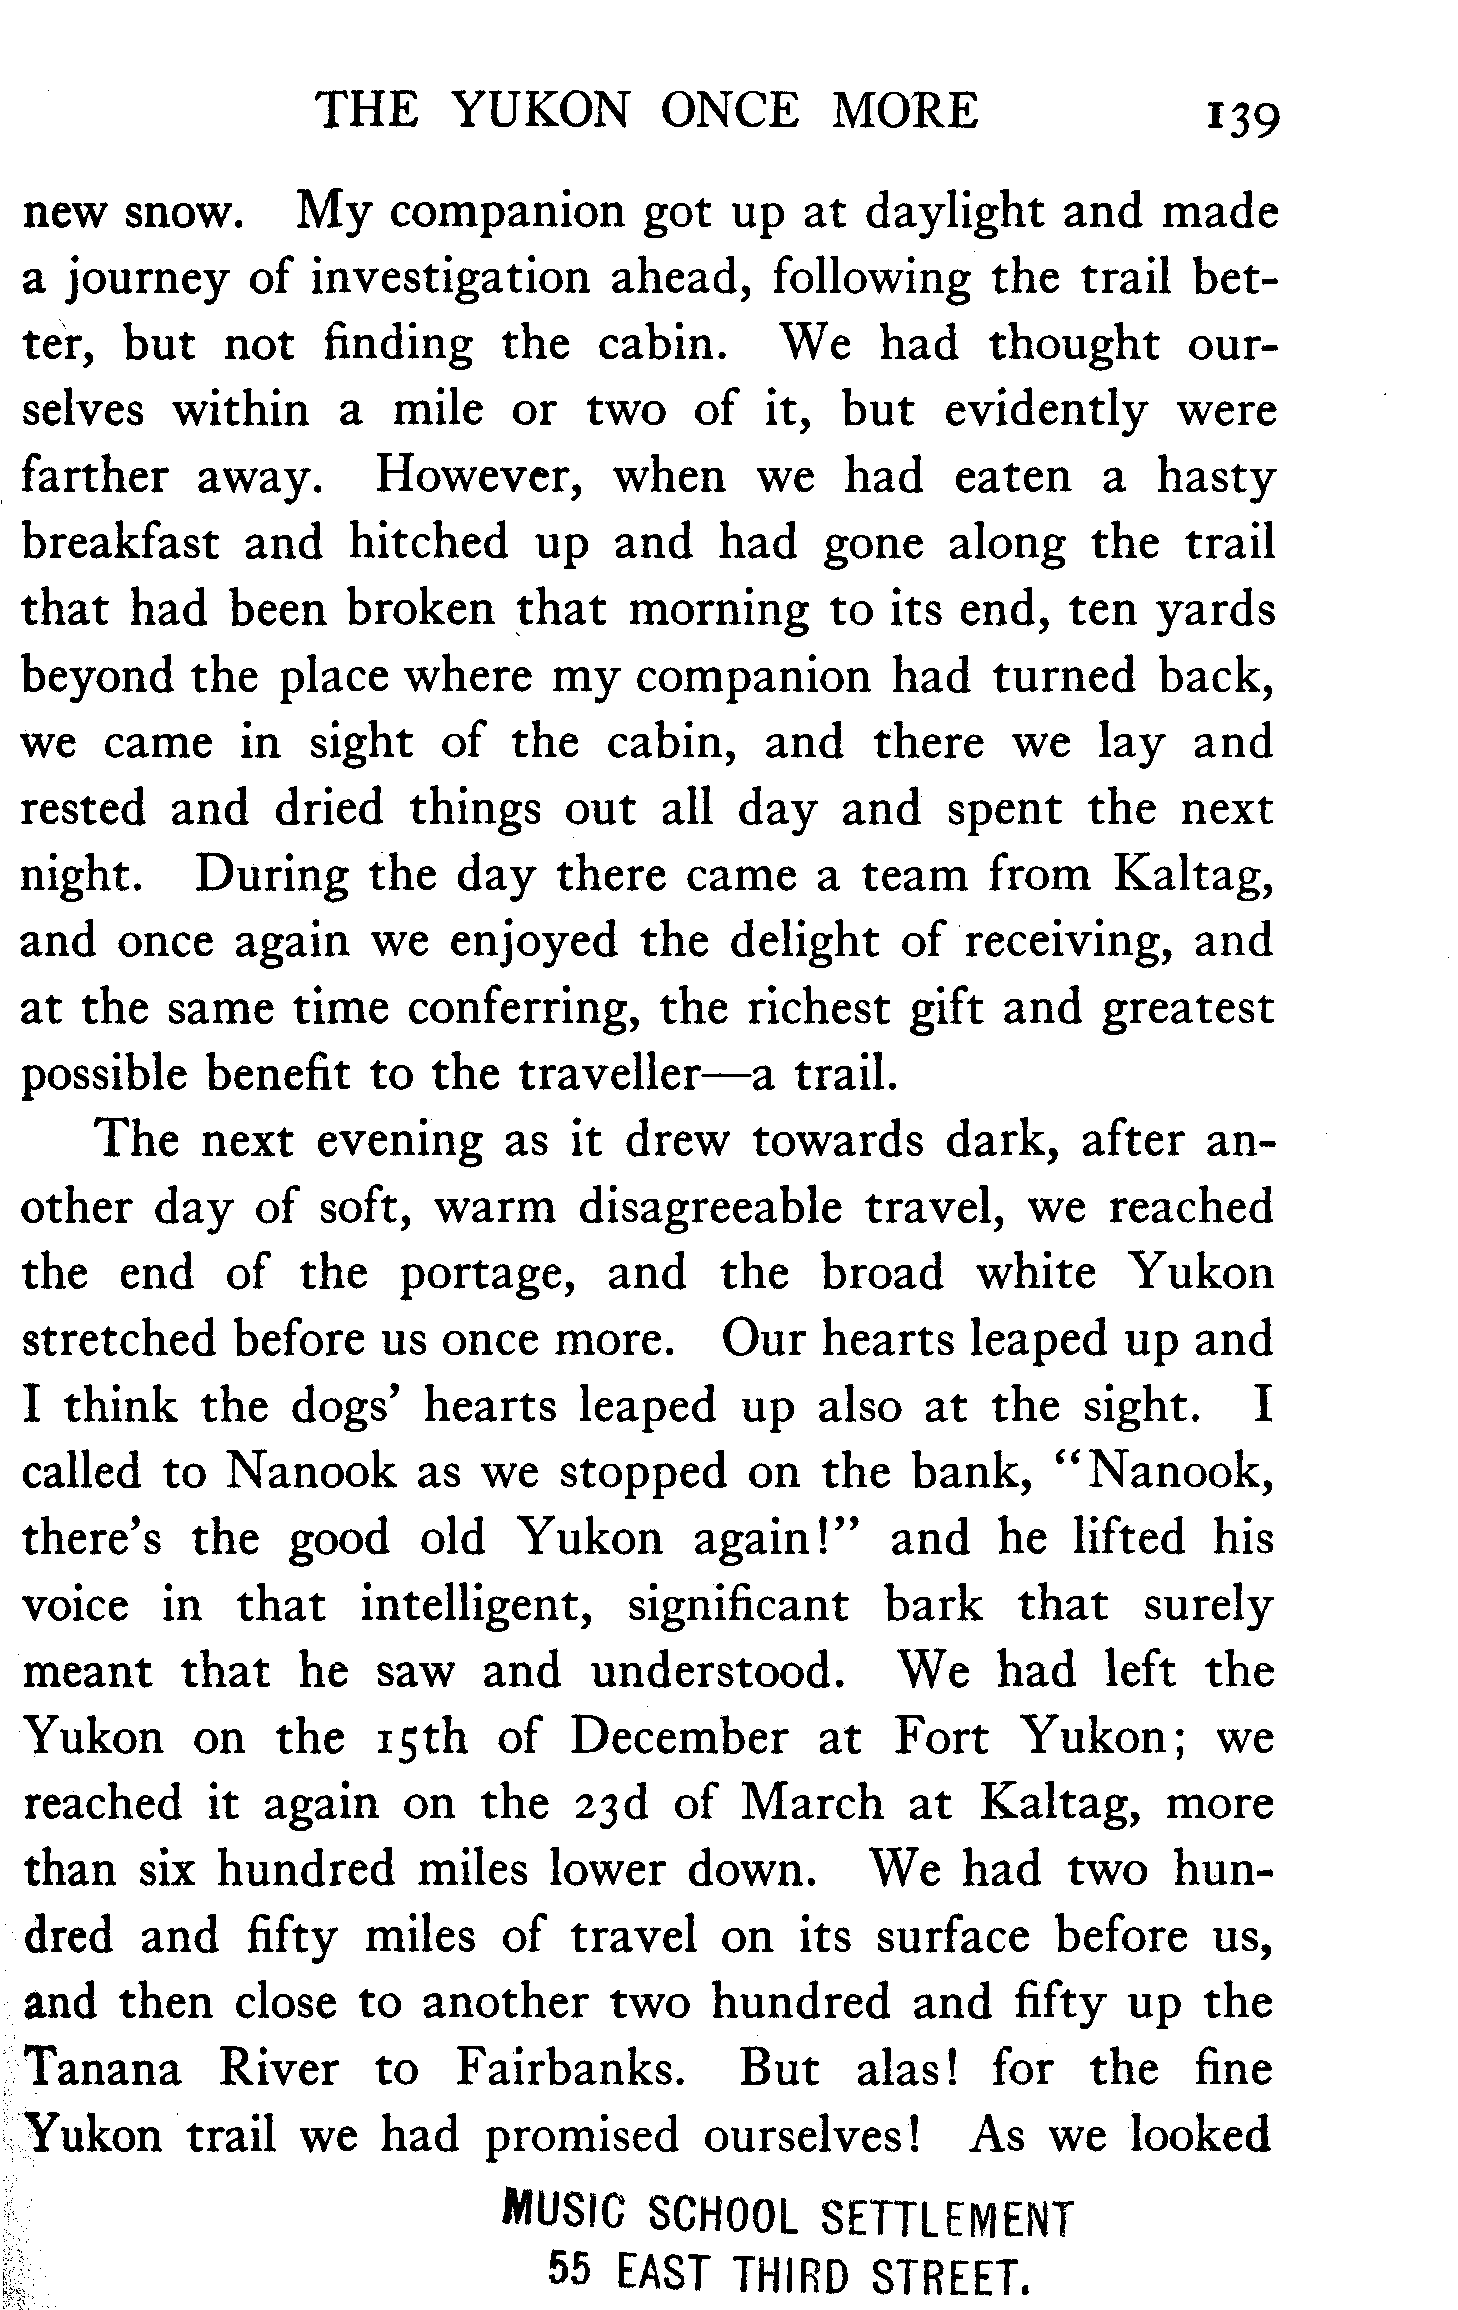 THE YUKON ONCE MORE 139
new snow. My companion got up at daylight and made
a journey of investigation ahead, following the trail bet-
ter, but not finding the cabin. We had thought our-
selves within a mile or two of it, but evidently were
farther away. However, when we had eaten a hasty
breakfast and hitched up and had gone along the trail
that had been broken that morning to its end, ten yards
beyond the place where my companion had turned back,
we came in sight of the cabin, and there we lay and
rested and dried things out all day and spent the next
night. During the day there came a team from Kaltag,
and once again we enjoyed the delight of receiving, and
at the same time conferring, the richest gift and greatest
possible benefit to the traveller—a trail.
The next evening as it drew towards dark, after an-
other day of soft, warm disagreeable travel, we reached
the end of the portage, and the broad white Yukon
stretched before us once more. Our hearts leaped up and
I think the dogs’ hearts leaped up also at the sight. I
called to Nanook as we stopped on the bank, “Nanook,
there’s the good old Yukon again!” and he lifted his
voice in that intelligent, significant bark that surely
meant that he saw and understood. We had left the
Yukon on the 15th of December at Fort Yukon; we
reached it again on the 23d of March at Kaltag, more
than six hundred miles lower down. We had two hun-
dred and fifty miles of travel on its surface before us,
and then close to another two hundred and fifty up the
Tanana River to Fairbanks. But alas! for the fine
Yukon trail we had promised ourselves! As we looked
MUSIC SCHOOL SETTLEMENT
55 EAST THIRD STREET.